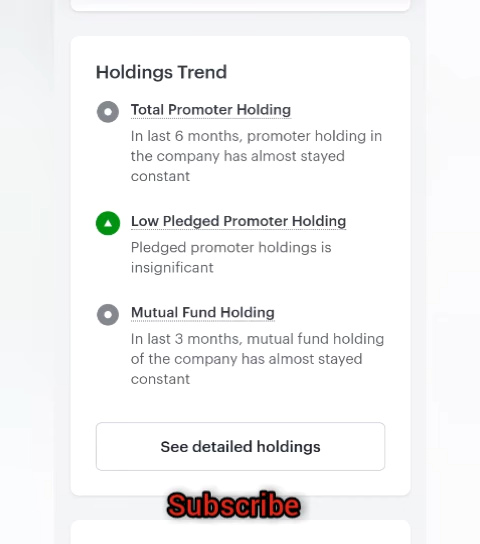 Holdings Trend
Total Promoter Holding
In last 6 months, promoter holding in
the company has almost stayed
constant
Low Pledged Promoter Holding
Pledged promoter holdings is
insignificant
Mutual Fund Holding
In last 3 months, mutual fund holding
of the company has almost stayed
constant
See detailed holdings
Subscribe